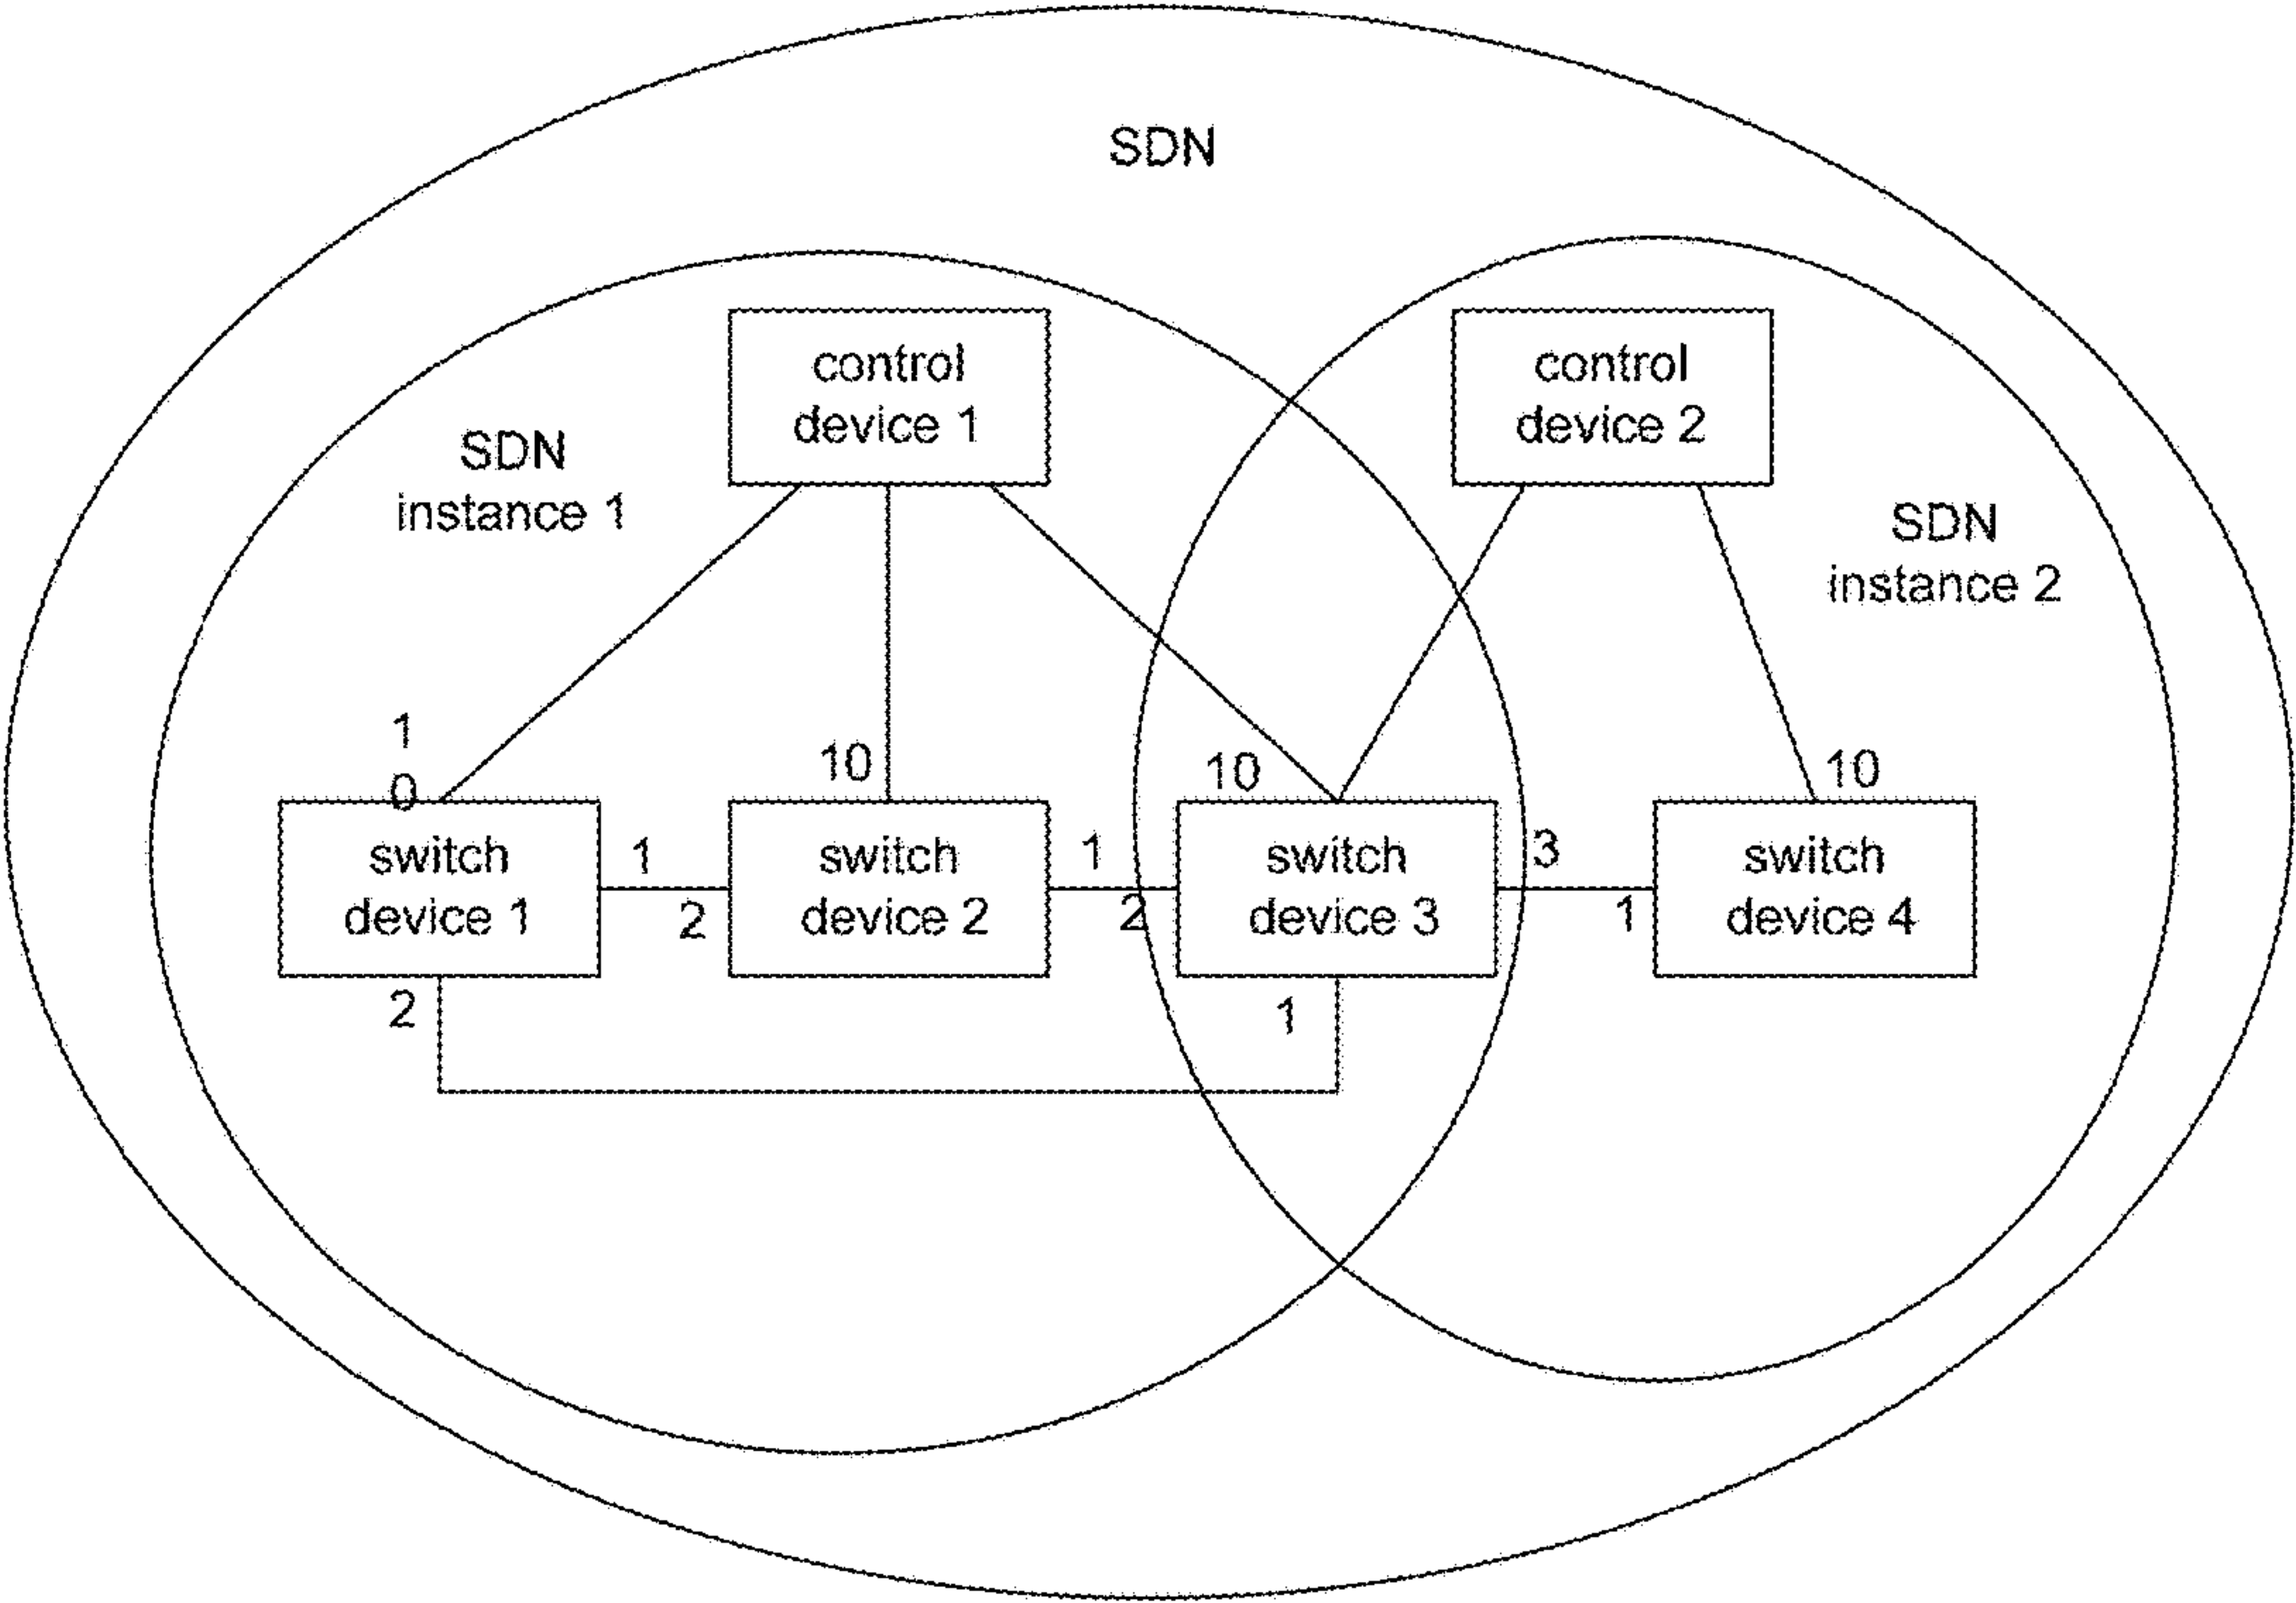 SDN
control
device 1
control
device 2
SDN
instance 1
SDN
instance 2
1
0
10
10
10
switch
device 1
1
2
switch
device 2
1
2
switch
device 3
3
1
switch
device 4
2
1